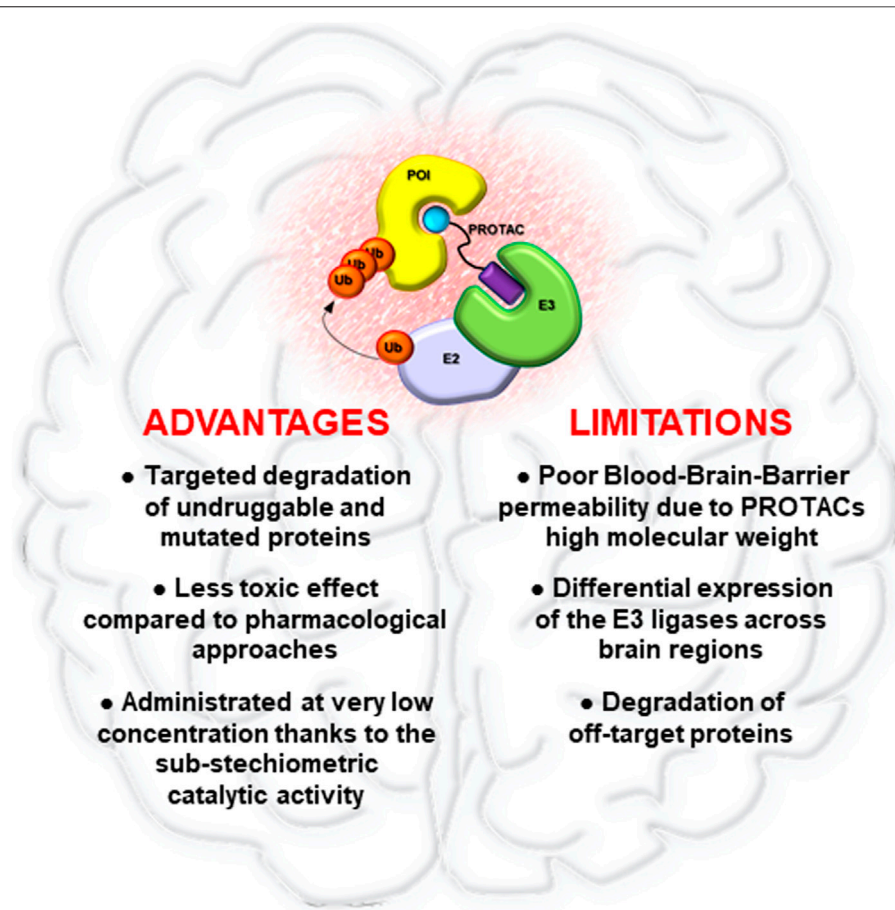 POI
PROTAC
Ub
Ub
Ub
E3
Ub
E2
ADVANTAGES
● Targeted degradation
of undruggable and
mutated proteins
● Less toxic effect
compared to pharmacological
approaches
● Administrated at very low
concentration thanks to the
sub-stechiometric
catalytic activity
LIMITATIONS
● Poor Blood-Brain-Barrier
permeability due to PROTACs
high molecular weight
● Differential expression
of the E3 ligases across
brain regions
● Degradation of
off-target proteins